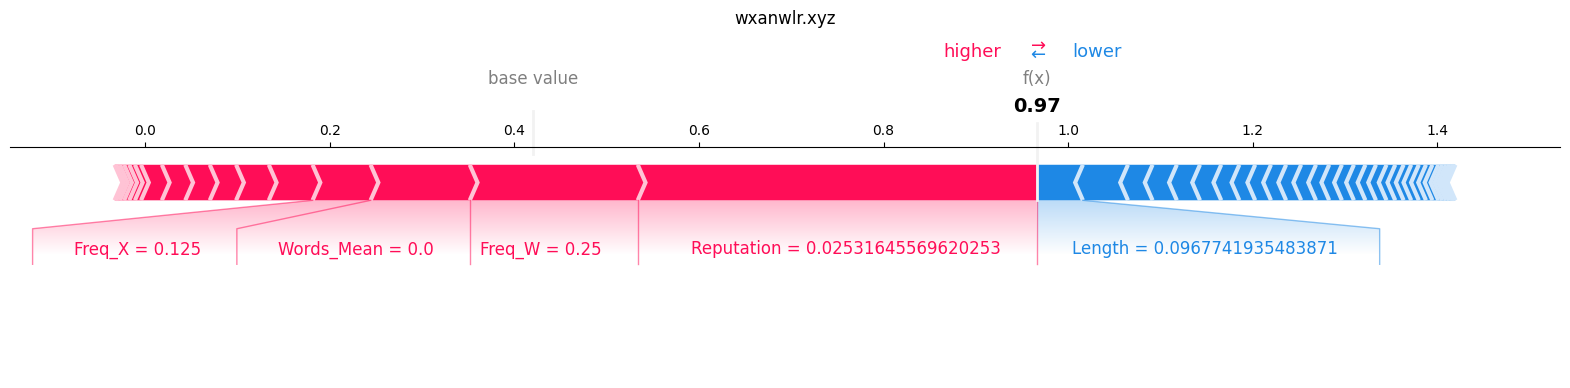 wxanwlr.xyz
higher → ← lower
base value f(x)
0.97
0.0 0.2 0.4 0.6 0.8 1.0 1.2 1.4
Freq_X = 0.125 Words_Mean = 0.0 Freq_W = 0.25 Reputation = 0.02531645569620253 Length = 0.0967741935483871